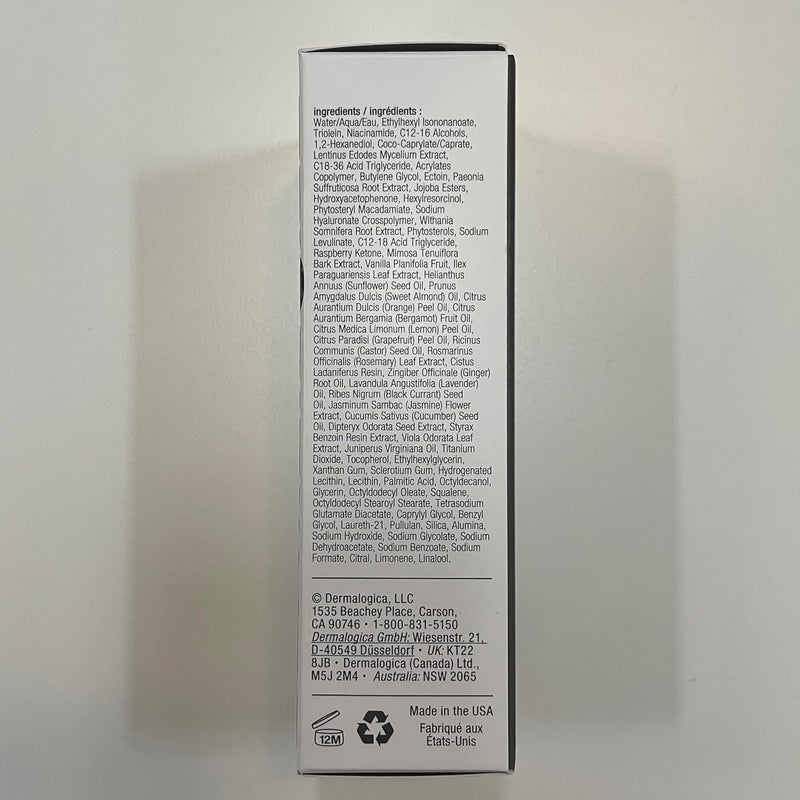 ingredients / ingrédients :
Water/Aqua/Eau, Ethylhexyl Isononanoate,
Triolein, Niacinamide, C12-16 Alcohols,
1,2-Hexanediol, Coco-Caprylate/Caprate,
Lentinus Edodes Mycelium Extract,
C18-36 Acid Triglyceride, Acrylates
Copolymer, Butylene Glycol, Ectoin, Paeonia
Suffruticosa Root Extract, Jojoba Esters,
Hydroxyacetophenone, Hexylresorcinol,
Phytosteryl Macadamiate, Sodium
Hyaluronate Crosspolymer, Withania
Somnifera Root Extract, Phytosterols, Sodium
Levulinate, C12-18 Acid Triglyceride,
Raspberry Ketone, Mimosa Tenuiflora
Bark Extract, Vanilla Planifolia Fruit, Ilex
Paraguariensis Leaf Extract, Helianthus
Annuus (Sunflower) Seed Oil, Prunus
Amygdalus Dulcis (Sweet Almond) Oil, Citrus
Aurantium Dulcis (Orange) Peel Oil, Citrus
Aurantium Bergamia (Bergamot) Fruit Oil,
Citrus Medica Limonum (Lemon) Peel Oil,
Citrus Paradisi (Grapefruit) Peel Oil, Ricinus
Communis (Castor) Seed Oil, Rosmarinus
Officinalis (Rosemary) Leaf Extract, Cistus
Ladaniferus Resin, Zingiber Officinale (Ginger)
Root Oil, Lavandula Angustifolia (Lavender)
Oil, Ribes Nigrum (Black Currant) Seed
Oil, Jasminum Sambac (Jasmine) Flower
Extract, Cucumis Sativus (Cucumber) Seed
Oil, Dipteryx Odorata Seed Extract, Styrax
Benzoin Resin Extract, Viola Odorata Leaf
Extract, Juniperus Virginiana Oil, Titanium
Dioxide, Tocopherol, Ethylhexylglycerin,
Xanthan Gum, Sclerotium Gum, Hydrogenated
Lecithin, Lecithin, Palmitic Acid, Octyldecanol,
Glycerin, Octyldodecyl Oleate, Squalene,
Octyldodecyl Stearoyl Stearate, Tetrasodium
Glutamate Diacetate, Caprylyl Glycol, Benzyl
Glycol, Laureth-21, Pullulan, Silica, Alumina,
Sodium Hydroxide, Sodium Glycolate, Sodium
Dehydroacetate, Sodium Benzoate, Sodium
Formate, Citral, Limonene, Linalool.
© Dermalogica, LLC
1535 Beachey Place, Carson,
CA 90746 • 1-800-831-5150
Dermalogica GmbH: Wiesenstr. 21,
D-40549 Düsseldorf • UK: KT22
8JB • Dermalogica (Canada) Ltd.,
M5J 2M4 • Australia: NSW 2065
12M
Made in the USA
Fabriqué aux
États-Unis